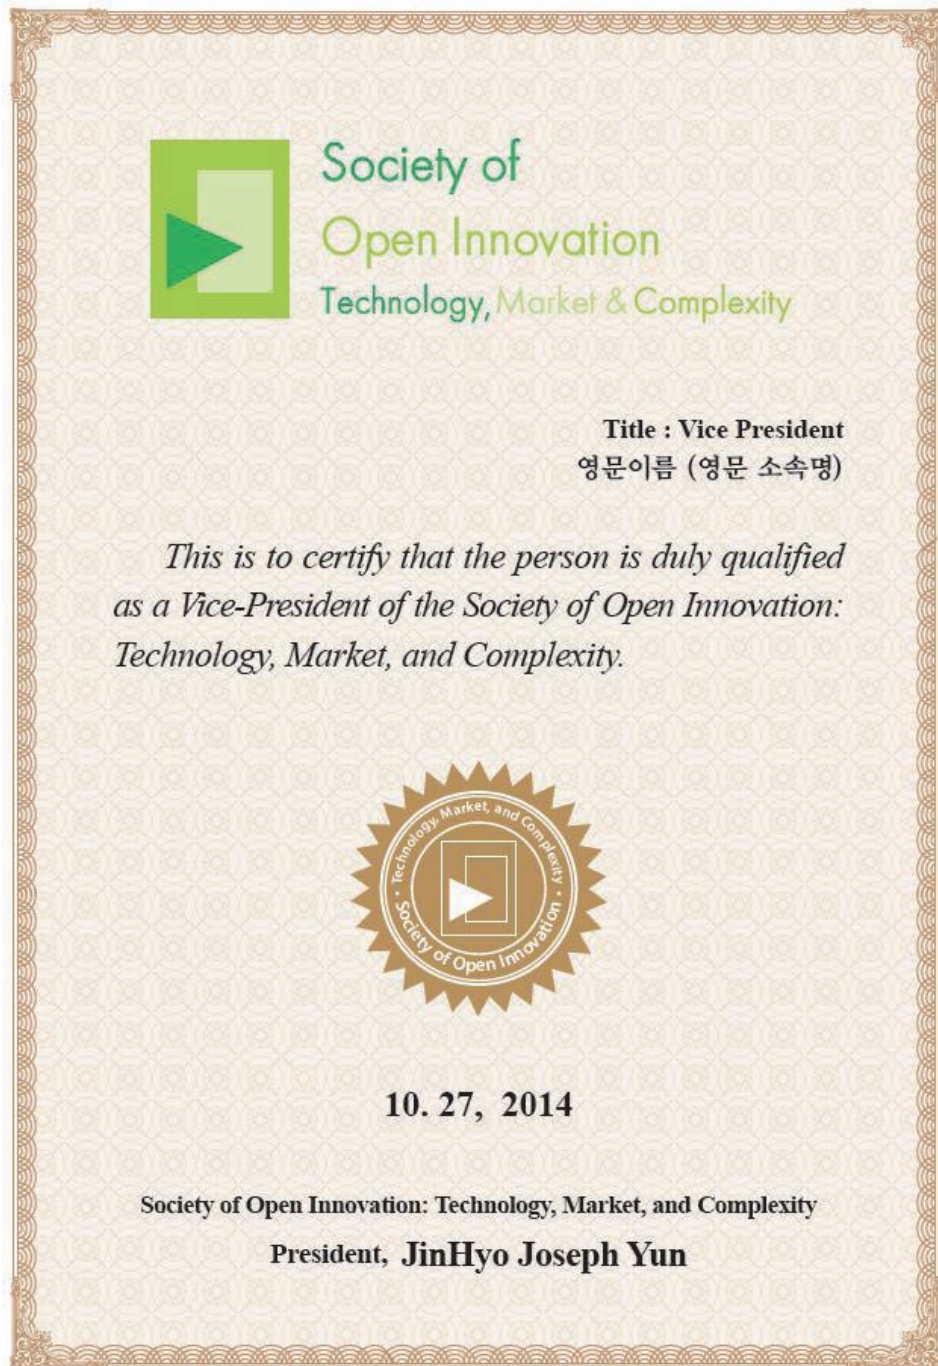 Society of
Open Innovation
Technology, Market & Complexity
Title : Vice President
영문이름 (영문 소속명)
This is to certify that the person is duly qualified
as a Vice-President of the Society of Open Innovation:
Technology, Market, and Complexity.
· Technology, Market, and Complexity ·
Society of Open Innovation
10. 27, 2014
Society of Open Innovation: Technology, Market, and Complexity
President, JinHyo Joseph Yun